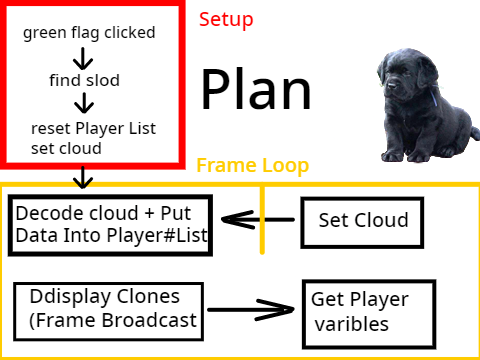 Setup
green flag clicked
find slod
reset Player List
set cloud
Plan
Frame Loop
Decode cloud + Put
Data Into Player#List
Set Cloud
Ddisplay Clones
(Frame Broadcast
Get Player
varibles